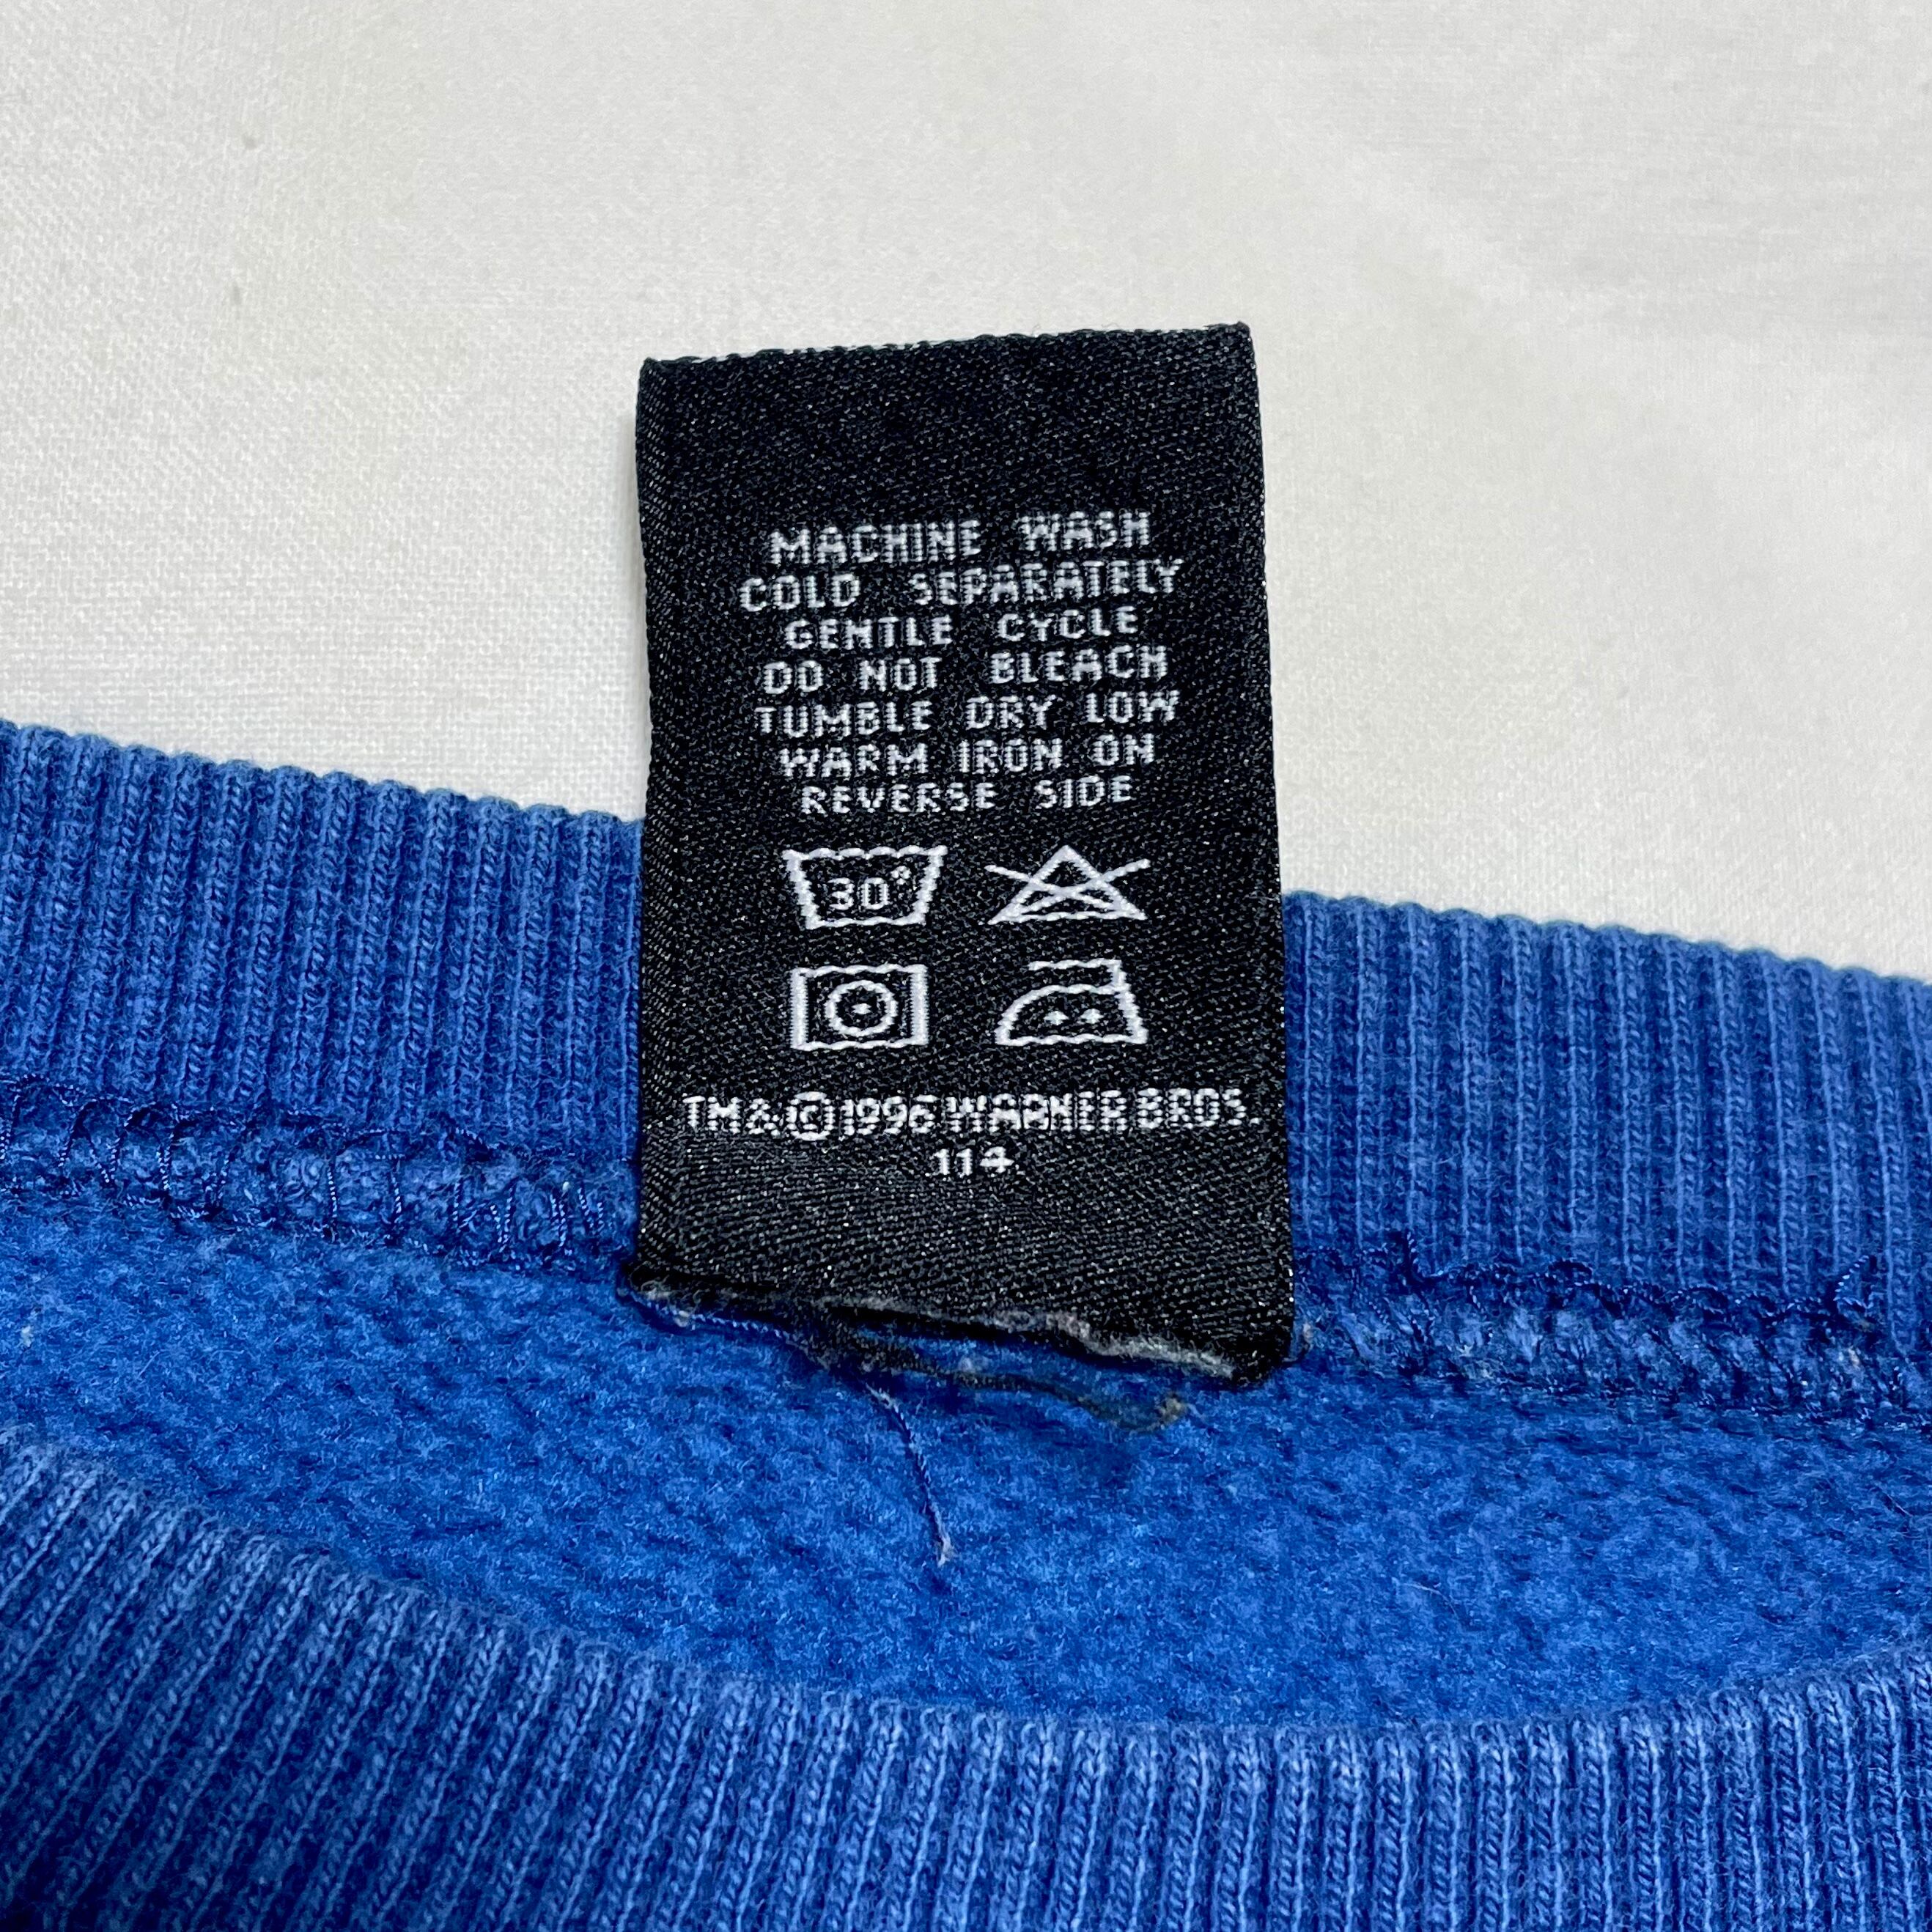 MACHINE WASH
COLD SEPARATELY
GENTLE CYCLE
DO NOT BLEACH
TUMBLE DRY LOW
WARM IRON ON
REVERSE SIDE
30°
TM&©1996 WARNER BROS.
114